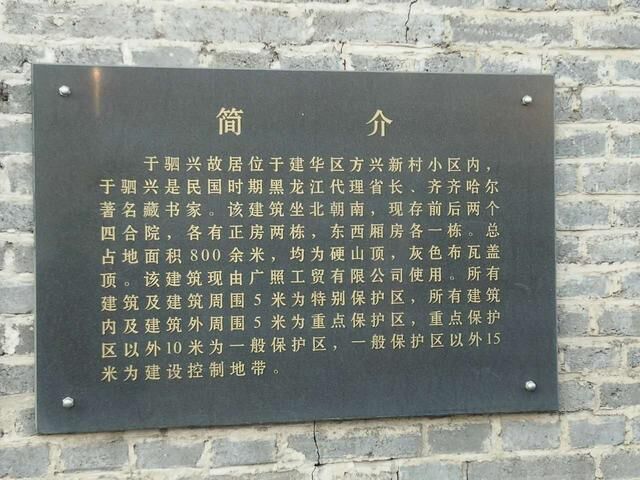 简 介
于驷兴故居位于建华区方兴新村小区内，
于驷兴是民国时期黑龙江代理省长、齐齐哈尔
著名藏书家。该建筑坐北朝南，现存前后两个
四合院，各有正房两栋，东西厢房各一栋。总
占地面积800余米，均为硬山顶，灰色布瓦盖
顶。该建筑现由广照工贸有限公司使用。所有
建筑及建筑周围5米为特别保护区，所有建筑
内及建筑外周围5米为重点保护区，重点保护
区以外10米为一般保护区，一般保护区以外15
米为建设控制地带。